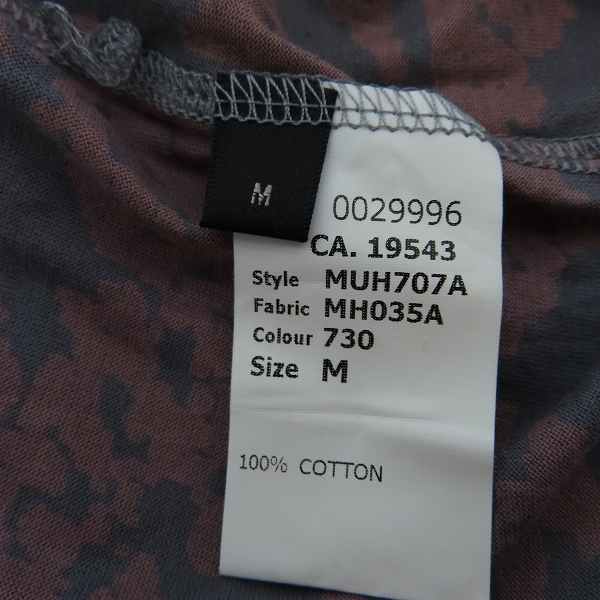 M
0029996
CA. 19543
Style MUH707A
Fabric MH035A
Colour 730
Size M
100% COTTON